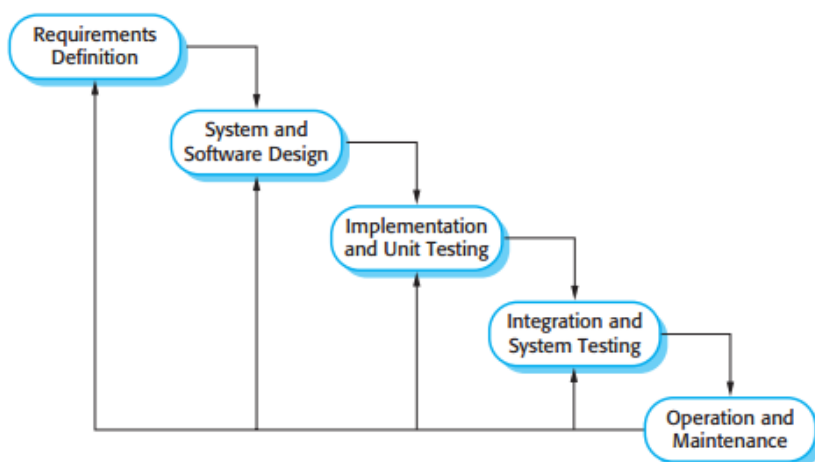 Requirements
Definition
System and
Software Design
Implementation
and Unit Testing
Integration and
System Testing
Operation and
Maintenance